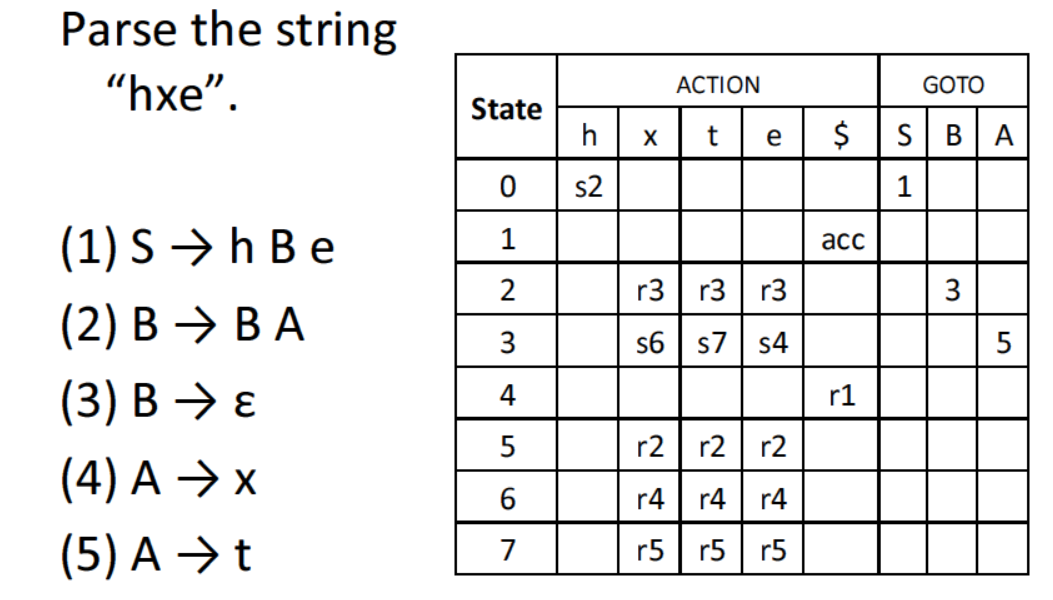 Parse the string
“hxe”.
(1) S → h B e
(2) B → B A
(3) B → ε
(4) A → x
(5) A → t
State ACTION GOTO
h x t e $ S B A
0 s2 1
1 acc
2 r3 r3 r3 3
3 s6 s7 s4 5
4 r1
5 r2 r2 r2
6 r4 r4 r4
7 r5 r5 r5